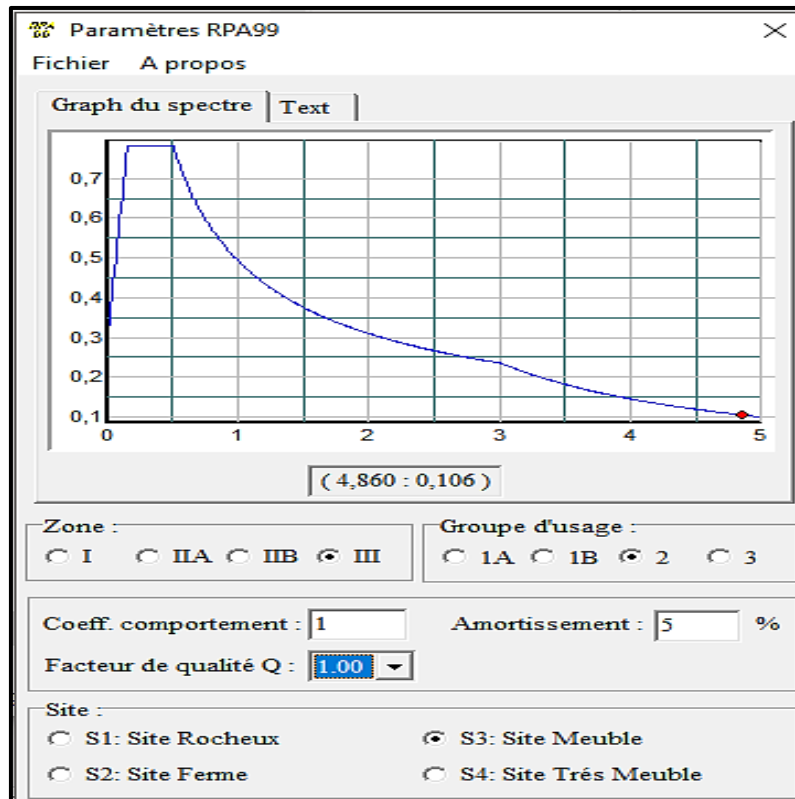 Paramètres RPA99
Fichier A propos
Graph du spectre Text
0,7
0,6
0,5
0,4
0,3
0,2
0,1
0 1 2 3 4 5
( 4,860 : 0,106 )
Zone : Groupe d'usage :
I IIA IIB III 1A 1B 2 3
Coeff. comportement : 1 Amortissement : 5 %
Facteur de qualité Q : 1.00
Site :
S1: Site Rocheux S3: Site Meuble
S2: Site Ferme S4: Site Trés Meuble